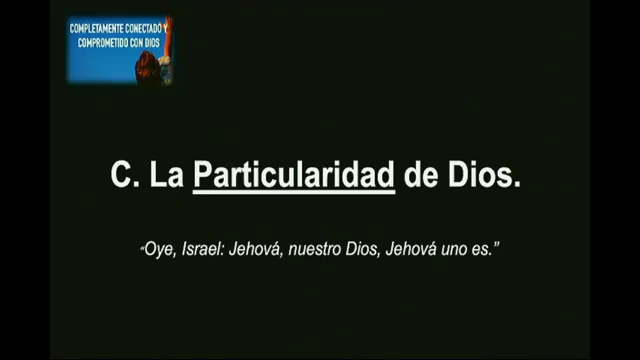 COMPLETAMENTE CONECTADO Y
COMPROMETIDO CON DIOS
C. La Particularidad de Dios.
“Oye, Israel: Jehová, nuestro Dios, Jehová uno es.”